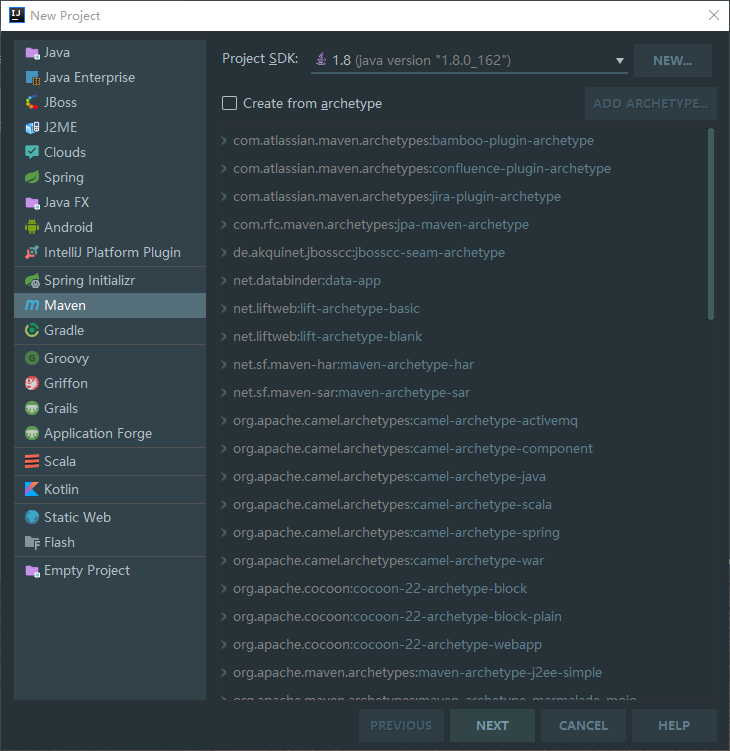 New Project
Java
Java Enterprise
JBoss
J2ME
Clouds
Spring
Java FX
Android
IntelliJ Platform Plugin
Spring Initializr
Maven
Gradle
Groovy
Griffon
Grails
Application Forge
Scala
Kotlin
Static Web
Flash
Empty Project
Project SDK: 1.8 (java version "1.8.0_162") NEW...
Create from archetype ADD ARCHETYPE...
com.atlassian.maven.archetypes:bamboo-plugin-archetype
com.atlassian.maven.archetypes:confluence-plugin-archetype
com.atlassian.maven.archetypes:jira-plugin-archetype
com.rfc.maven.archetypes:jpa-maven-archetype
de.akquinet.jbosscc:jbosscc-seam-archetype
net.databinder:data-app
net.liftweb:lift-archetype-basic
net.liftweb:lift-archetype-blank
net.sf.maven-har:maven-archetype-har
net.sf.maven-sar:maven-archetype-sar
org.apache.camel.archetypes:camel-archetype-activemq
org.apache.camel.archetypes:camel-archetype-component
org.apache.camel.archetypes:camel-archetype-java
org.apache.camel.archetypes:camel-archetype-scala
org.apache.camel.archetypes:camel-archetype-spring
org.apache.camel.archetypes:camel-archetype-war
org.apache.cocoon:cocoon-22-archetype-block
org.apache.cocoon:cocoon-22-archetype-block-plain
org.apache.cocoon:cocoon-22-archetype-webapp
org.apache.maven.archetypes:maven-archetype-j2ee-simple
org.apache.maven.archetypes:maven-archetype-marmalade-mojo
PREVIOUS NEXT CANCEL HELP